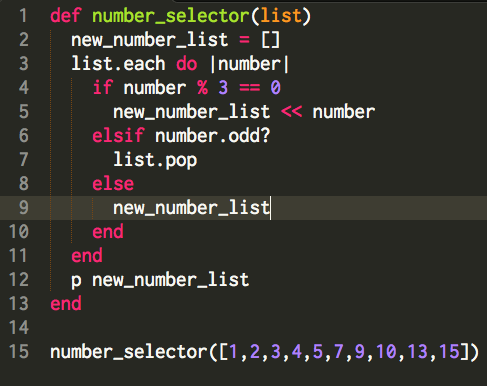 1 def number_selector(list)
2   new_number_list = []
3   list.each do |number|
4     if number % 3 == 0
5       new_number_list << number
6     elsif number.odd?
7       list.pop
8     else
9       new_number_list
10     end
11   end
12   p new_number_list
13 end
14
15 number_selector([1,2,3,4,5,7,9,10,13,15])